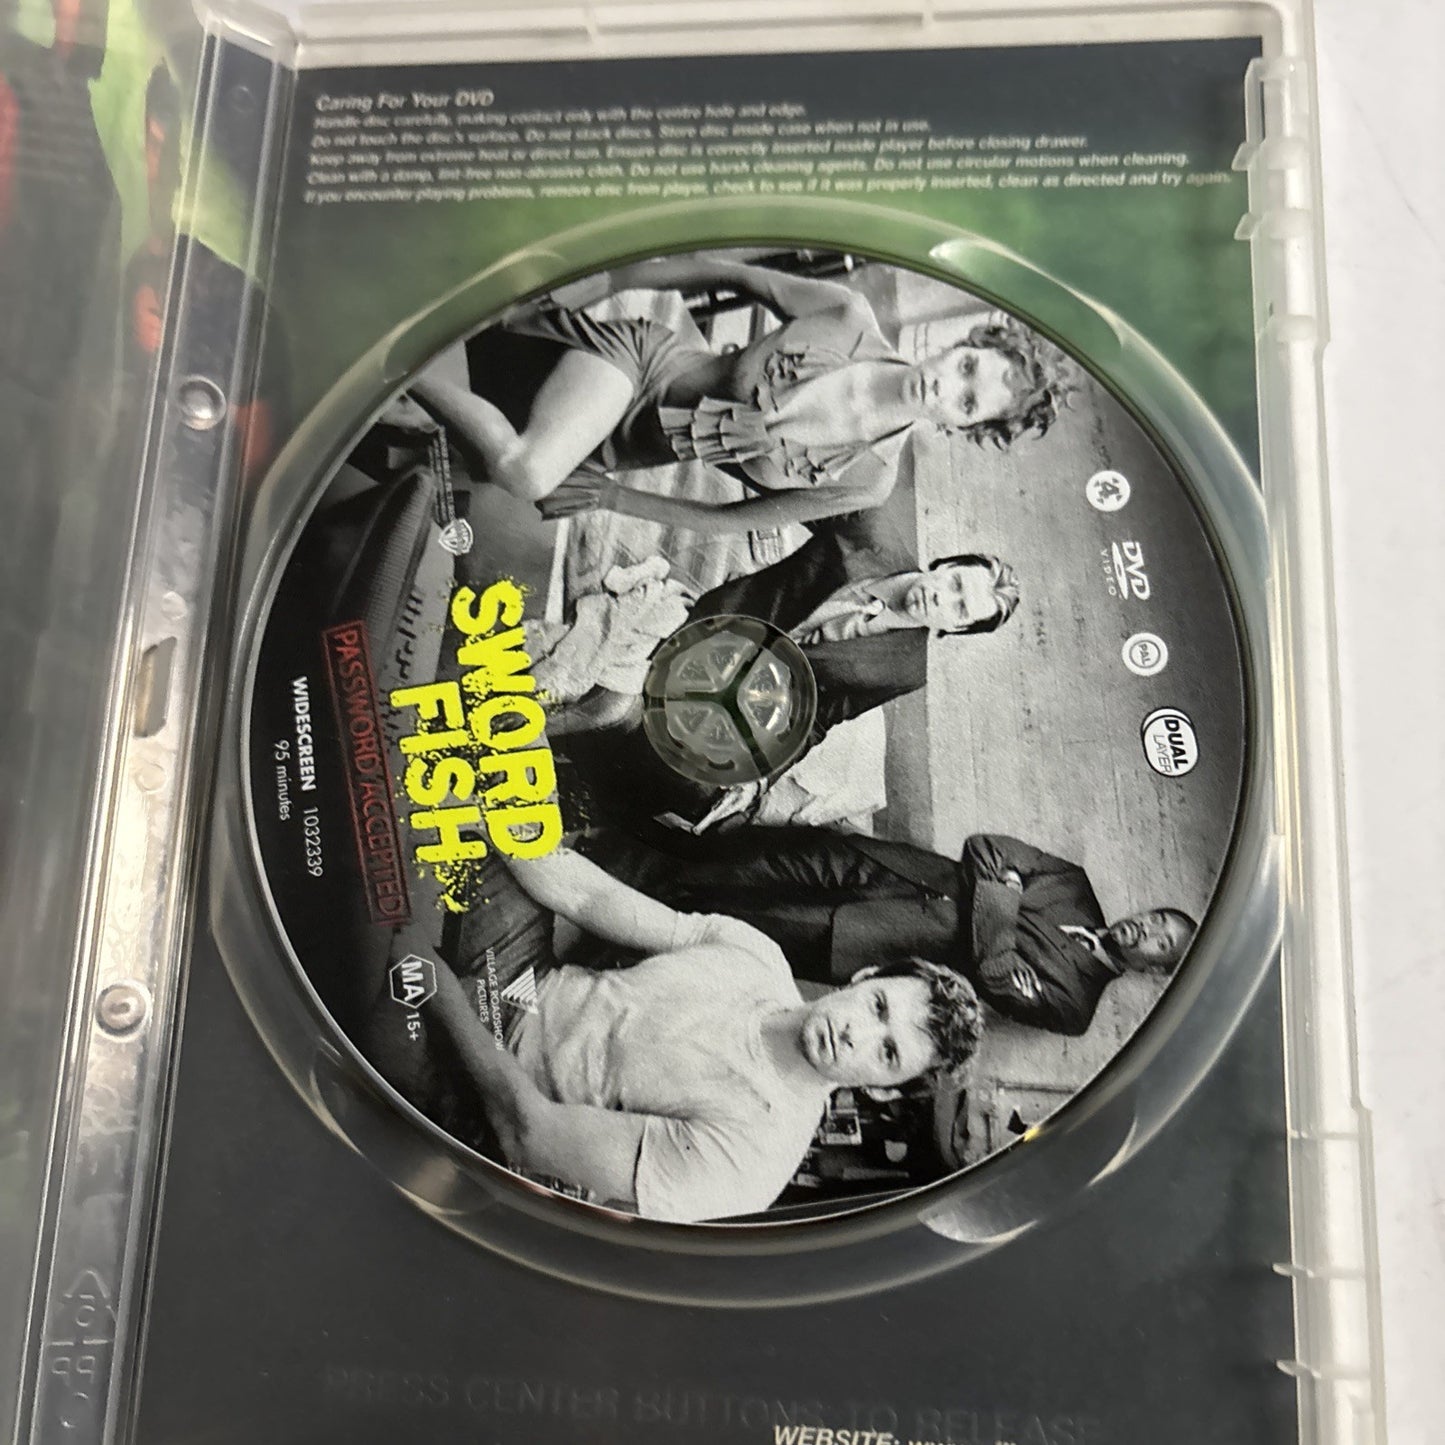 Caring For Your DVD
Handle disc carefully, making contact only with the centre hole and edge.
Do not touch the disc's surface. Do not stack discs. Store disc inside case when not in use.
Keep away from extreme heat or direct sun. Ensure disc is correctly inserted inside player before closing drawer.
Clean with a damp, lint-free non-abrasive cloth. Do not use harsh cleaning agents. Do not use circular motions when cleaning.
If you encounter playing problems, remove disc from player, check to see if it was properly inserted, clean as directed and try again.
4
DVD
VIDEO
PAL
DUAL
LAYER
SWORD
FISH
PASSWORD ACCEPTED
WIDESCREEN 1032339
95 minutes
MA 15+
VILLAGE ROADSHOW
PICTURES
PRESS CENTER BUTTONS TO RELEASE
WEBSITE: